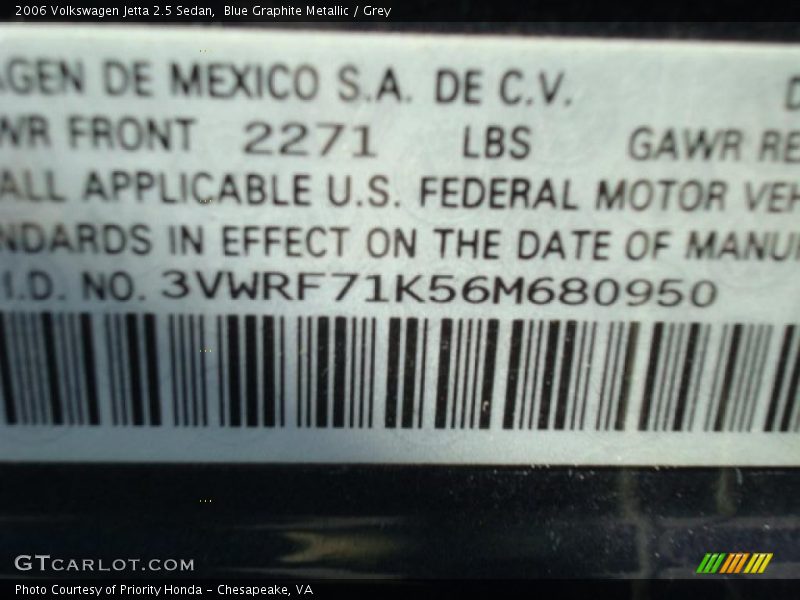 2006 Volkswagen Jetta 2.5 Sedan, Blue Graphite Metallic / Grey
AGEN DE MEXICO S.A. DE C.V. D
WR FRONT 2271 LBS GAWR RE
ALL APPLICABLE U.S. FEDERAL MOTOR VEH
NDARDS IN EFFECT ON THE DATE OF MANU
I.D. NO. 3VWRF71K56M680950
GTCARLOT.COM
Photo Courtesy of Priority Honda - Chesapeake, VA